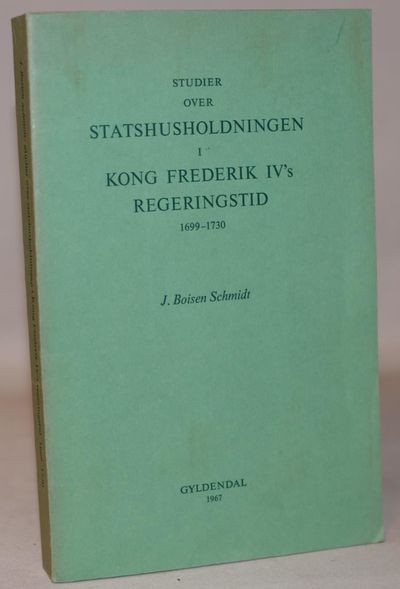 STUDIER
OVER
STATSHUSHOLDNINGEN
I
KONG FREDERIK IV's
REGERINGSTID
1699-1730
J. Boisen Schmidt
GYLDENDAL
1967